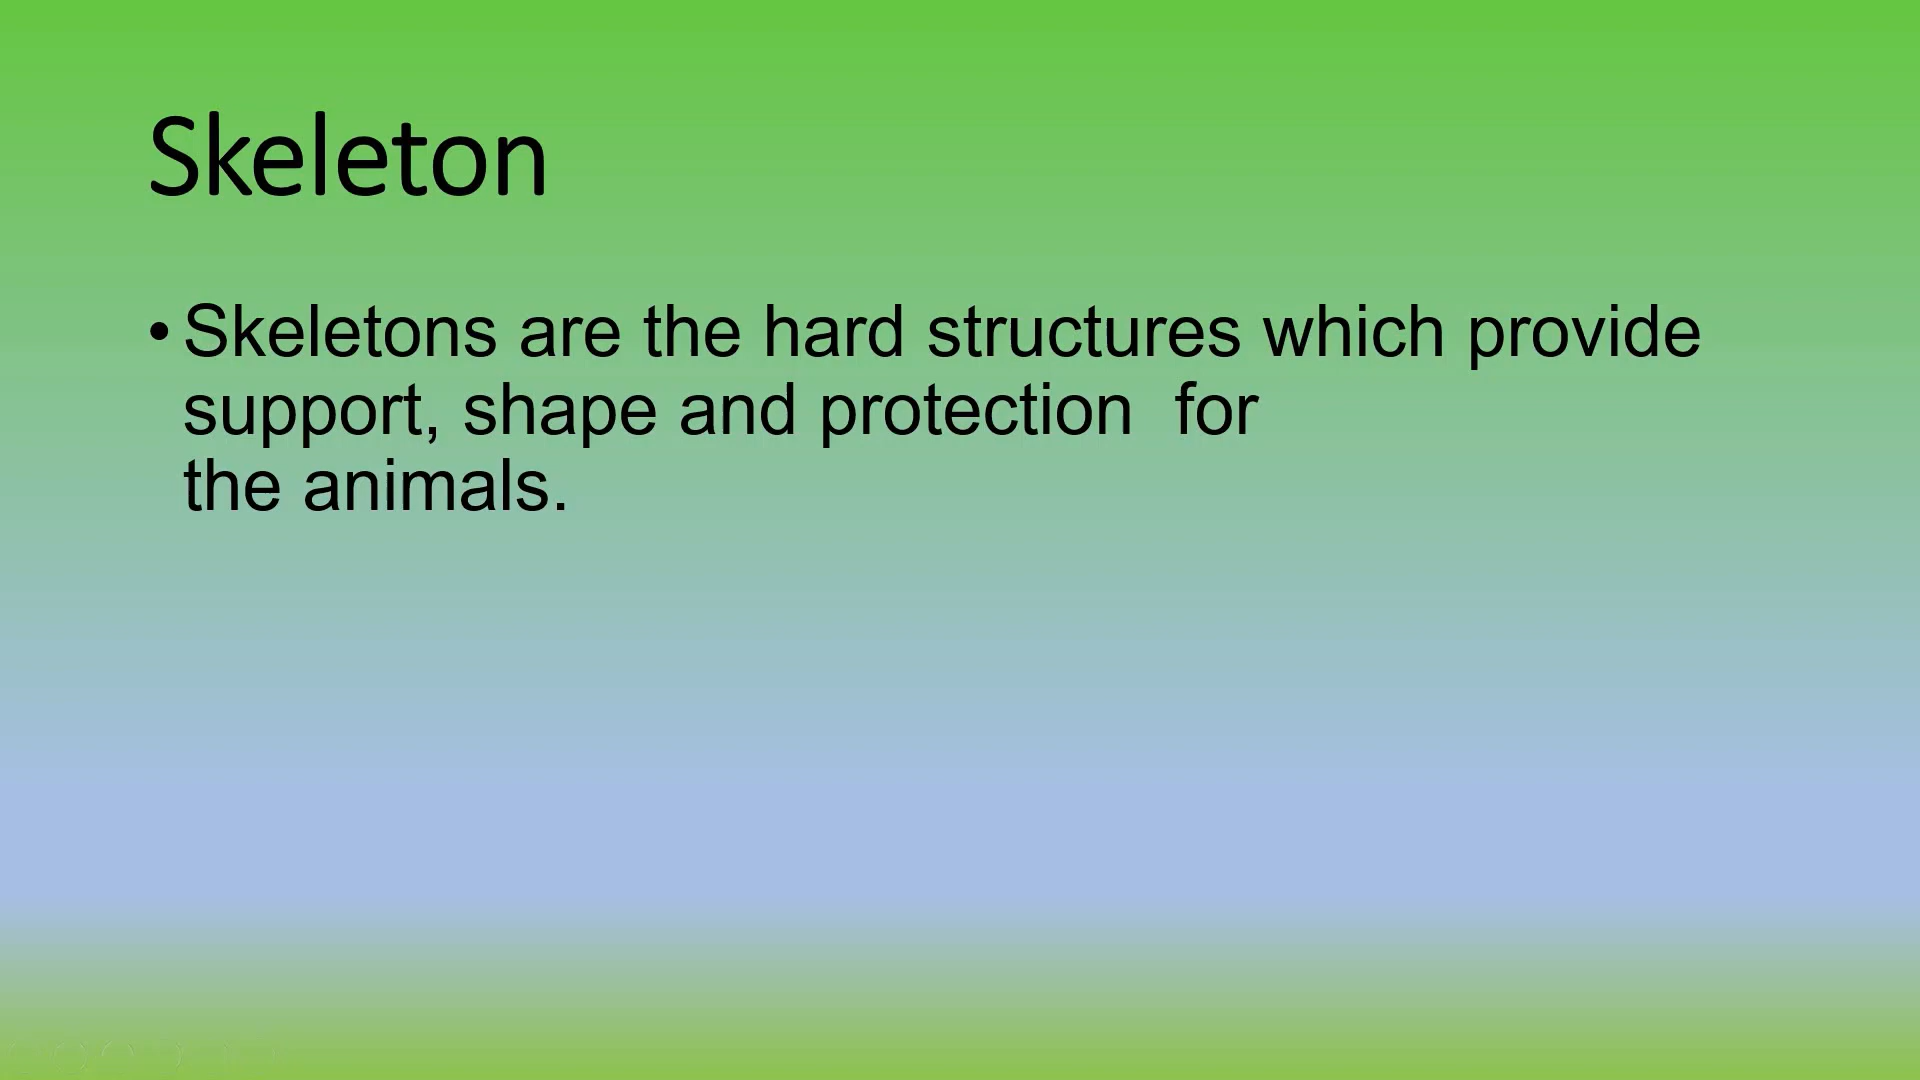 Skeleton
• Skeletons are the hard structures which provide
support, shape and protection  for
the animals.